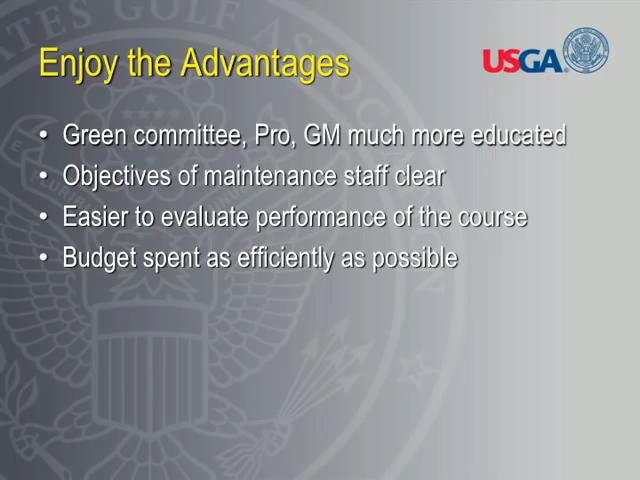 Enjoy the Advantages
USGA
• Green committee, Pro, GM much more educated
• Objectives of maintenance staff clear
• Easier to evaluate performance of the course
• Budget spent as efficiently as possible